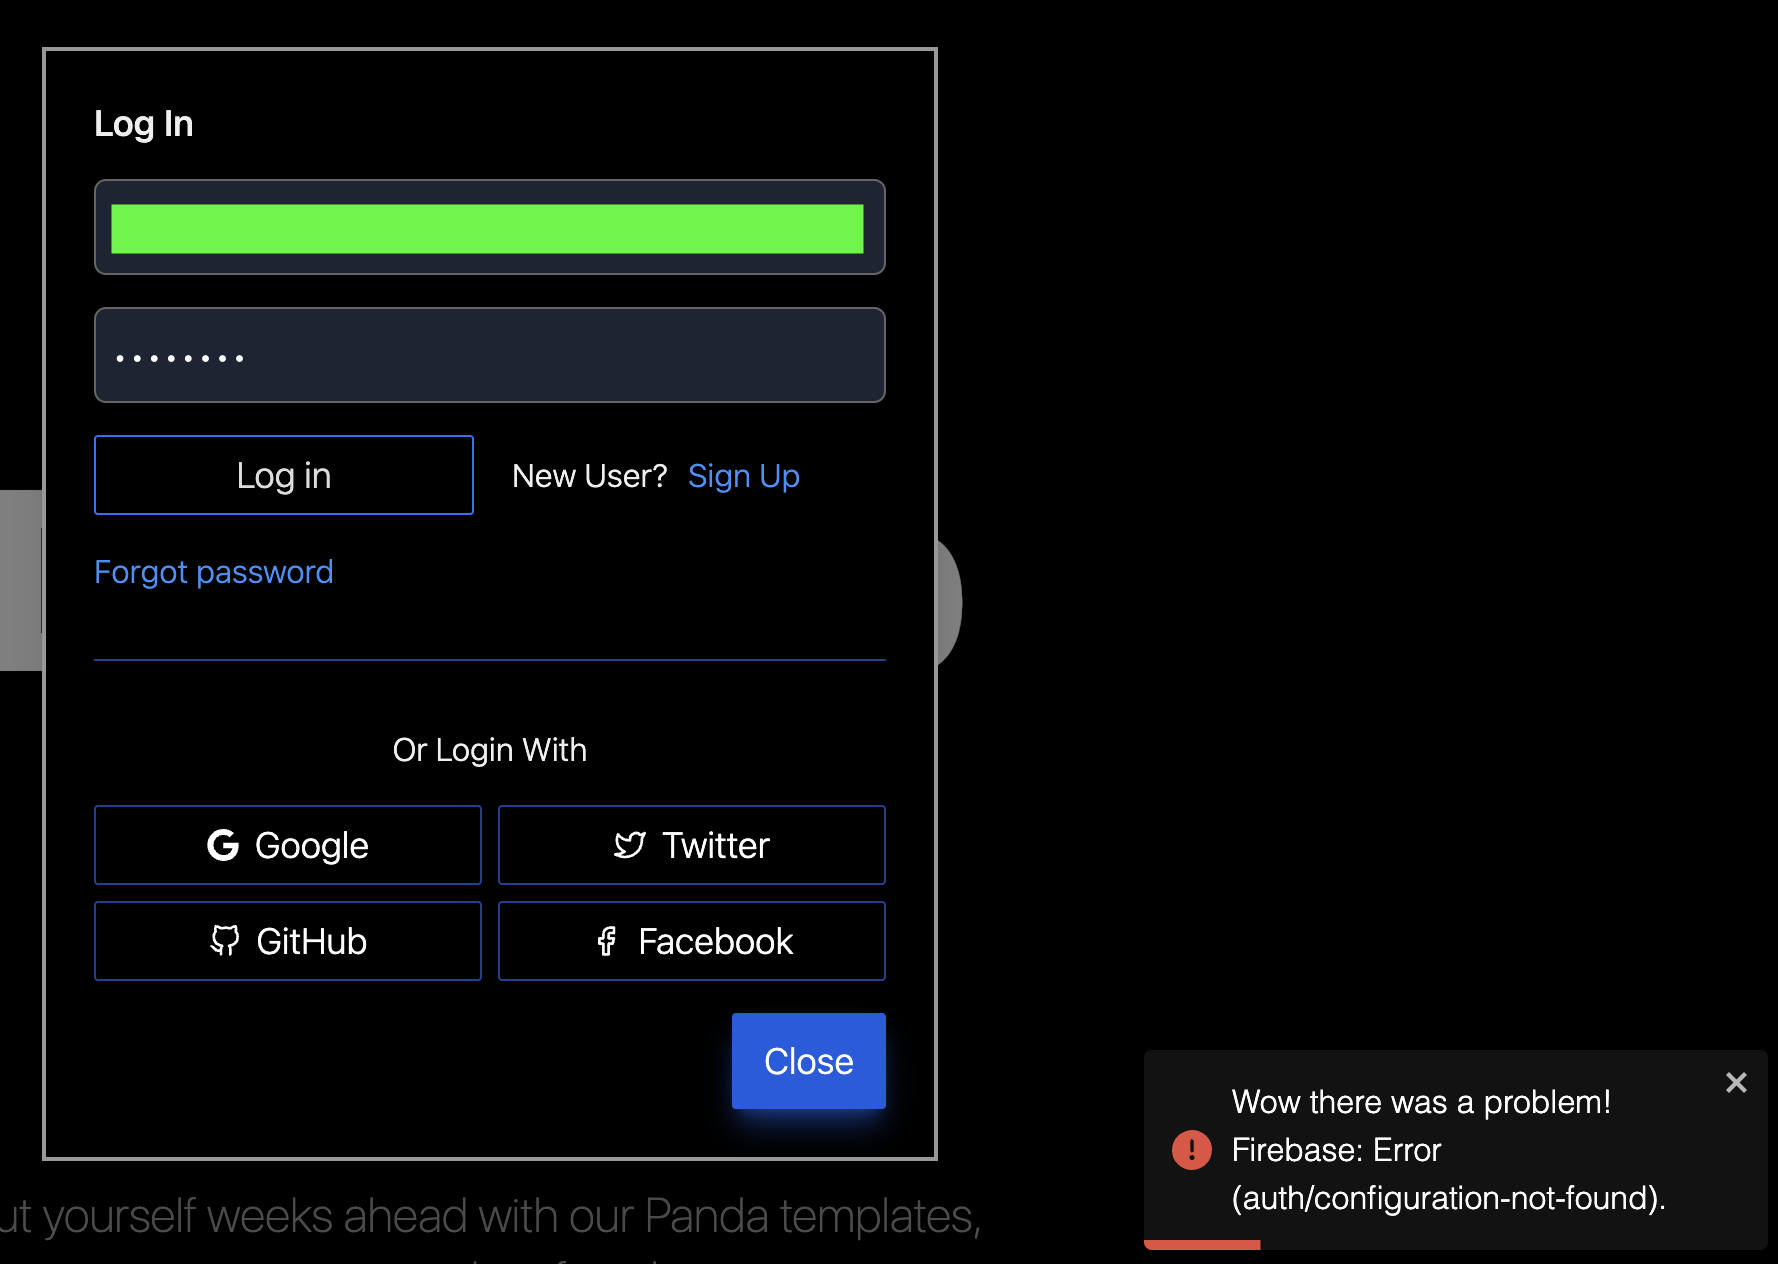 Log In
••••••••
Log in
New User? Sign Up
Forgot password
Or Login With
Google
Twitter
GitHub
Facebook
Close
Wow there was a problem!
Firebase: Error
(auth/configuration-not-found).
yourself weeks ahead with our Panda templates,